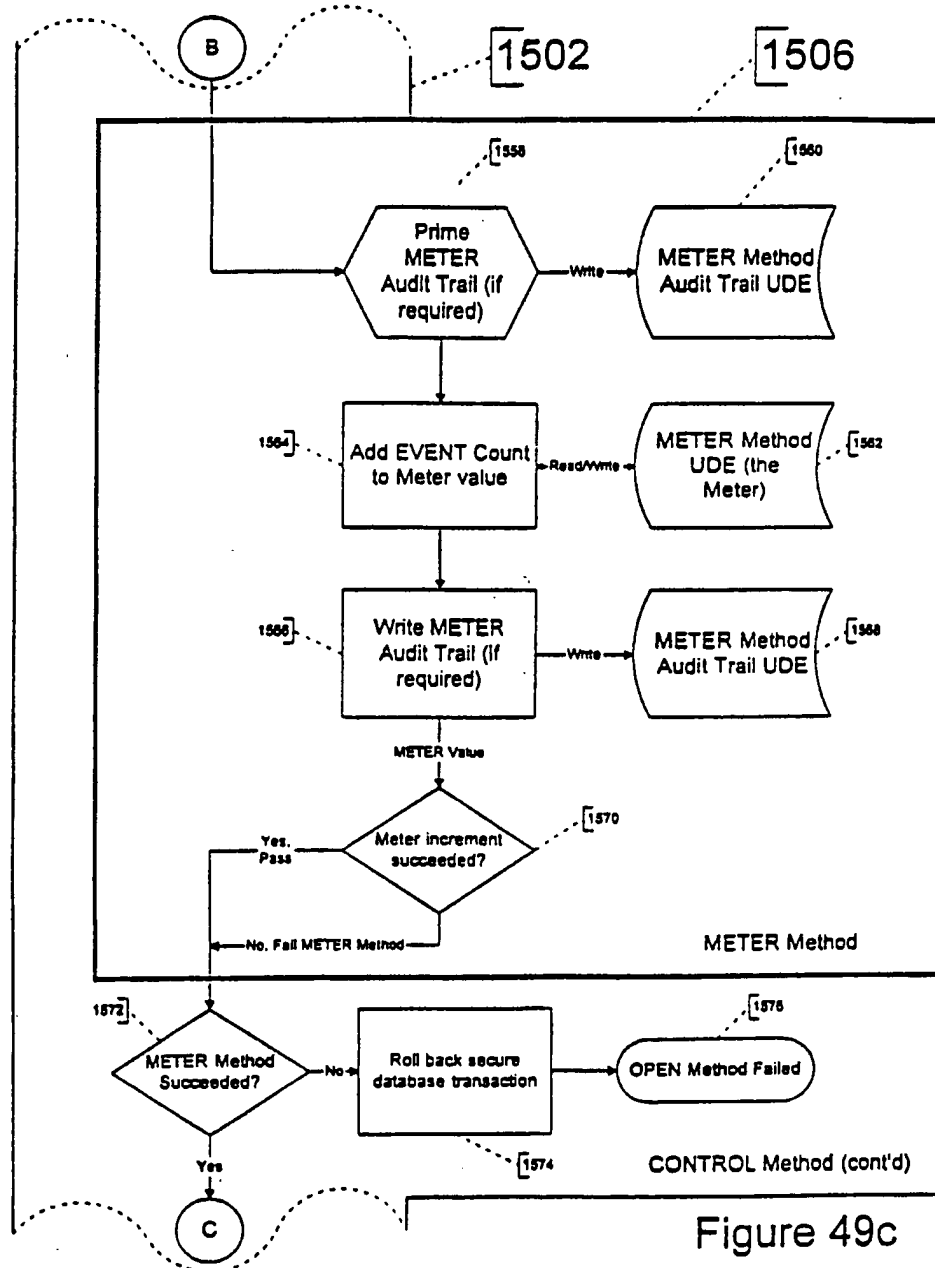 B
1502
1506
1558
1560
Prime
METER
Audit Trail (if
required)
Write
METER Method
Audit Trail UDE
1564
Add EVENT Count
to Meter value
Read/Write
METER Method
UDE (the
Meter)
1562
1566
Write METER
Audit Trail (if
required)
Write
METER Method
Audit Trail UDE
1568
METER Value
Meter increment
succeeded?
1570
Yes,
Pass
No, Fail METER Method
METER Method
1572
METER Method
Succeeded?
No
Roll back secure
database transaction
1576
OPEN Method Failed
1574
Yes
CONTROL Method (cont'd)
C
Figure 49c